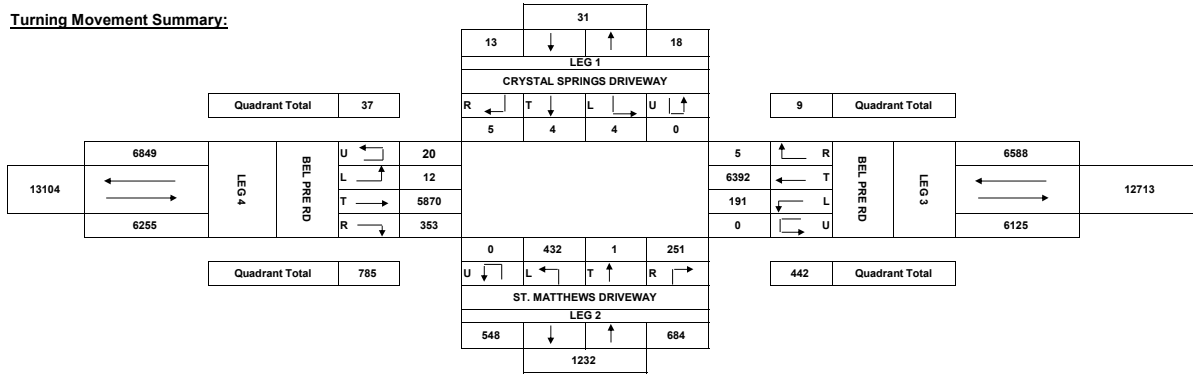 Turning Movement Summary:
31
13 18
LEG 1
CRYSTAL SPRINGS DRIVEWAY
Quadrant Total 37
R T L U
9 Quadrant Total
5 4 4 0
6849
U 20
5 R
6588
13104
LEG 4
BEL PRE RD
L 12
6392 T
BEL PRE RD
LEG 3
12713
T 5870
191 L
6255
R 353
0 U
6125
0 432 1 251
Quadrant Total 785
U L T R
442 Quadrant Total
ST. MATTHEWS DRIVEWAY
LEG 2
548 684
1232